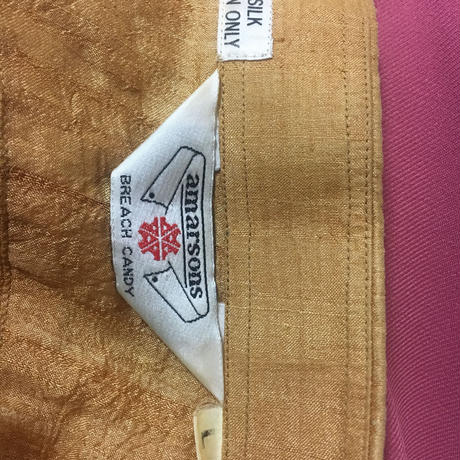 SILK
N ONLY
amarsons
BREACH CANDY
L